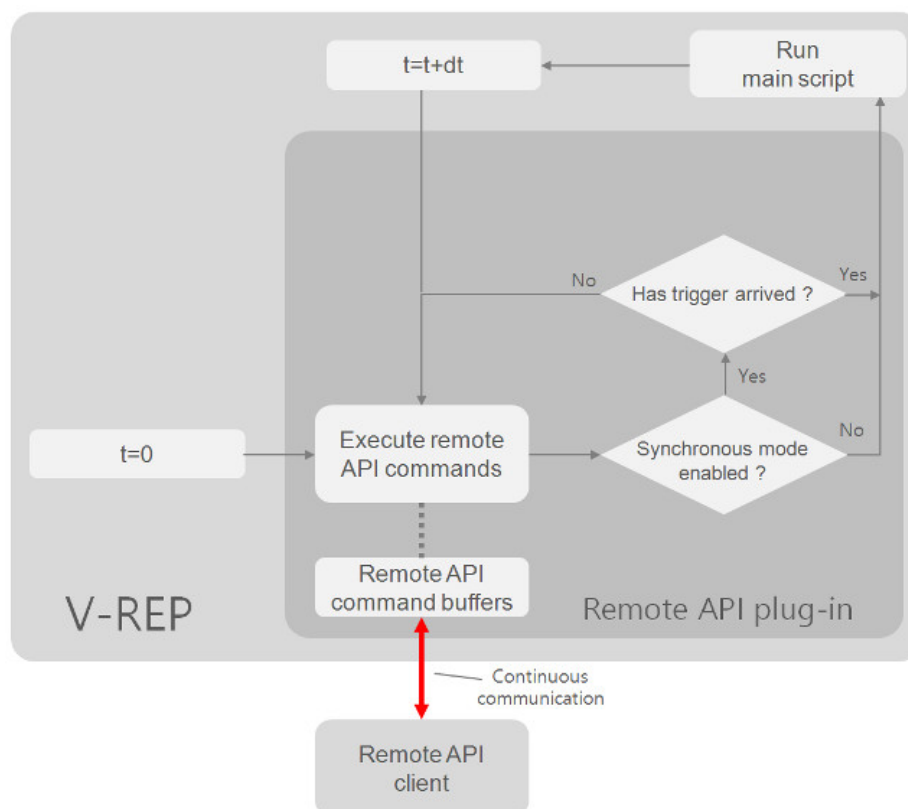 t=t+dt
Run
main script
No
Has trigger arrived ?
Yes
Yes
t=0
Execute remote
API commands
Synchronous mode
enabled ?
No
Remote API
command buffers
V-REP
Remote API plug-in
Continuous
communication
Remote API
client